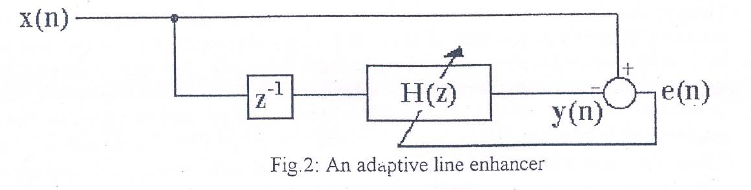 x(n)
+
z⁻¹
H(z)
-
y(n)
e(n)
Fig.2: An adaptive line enhancer